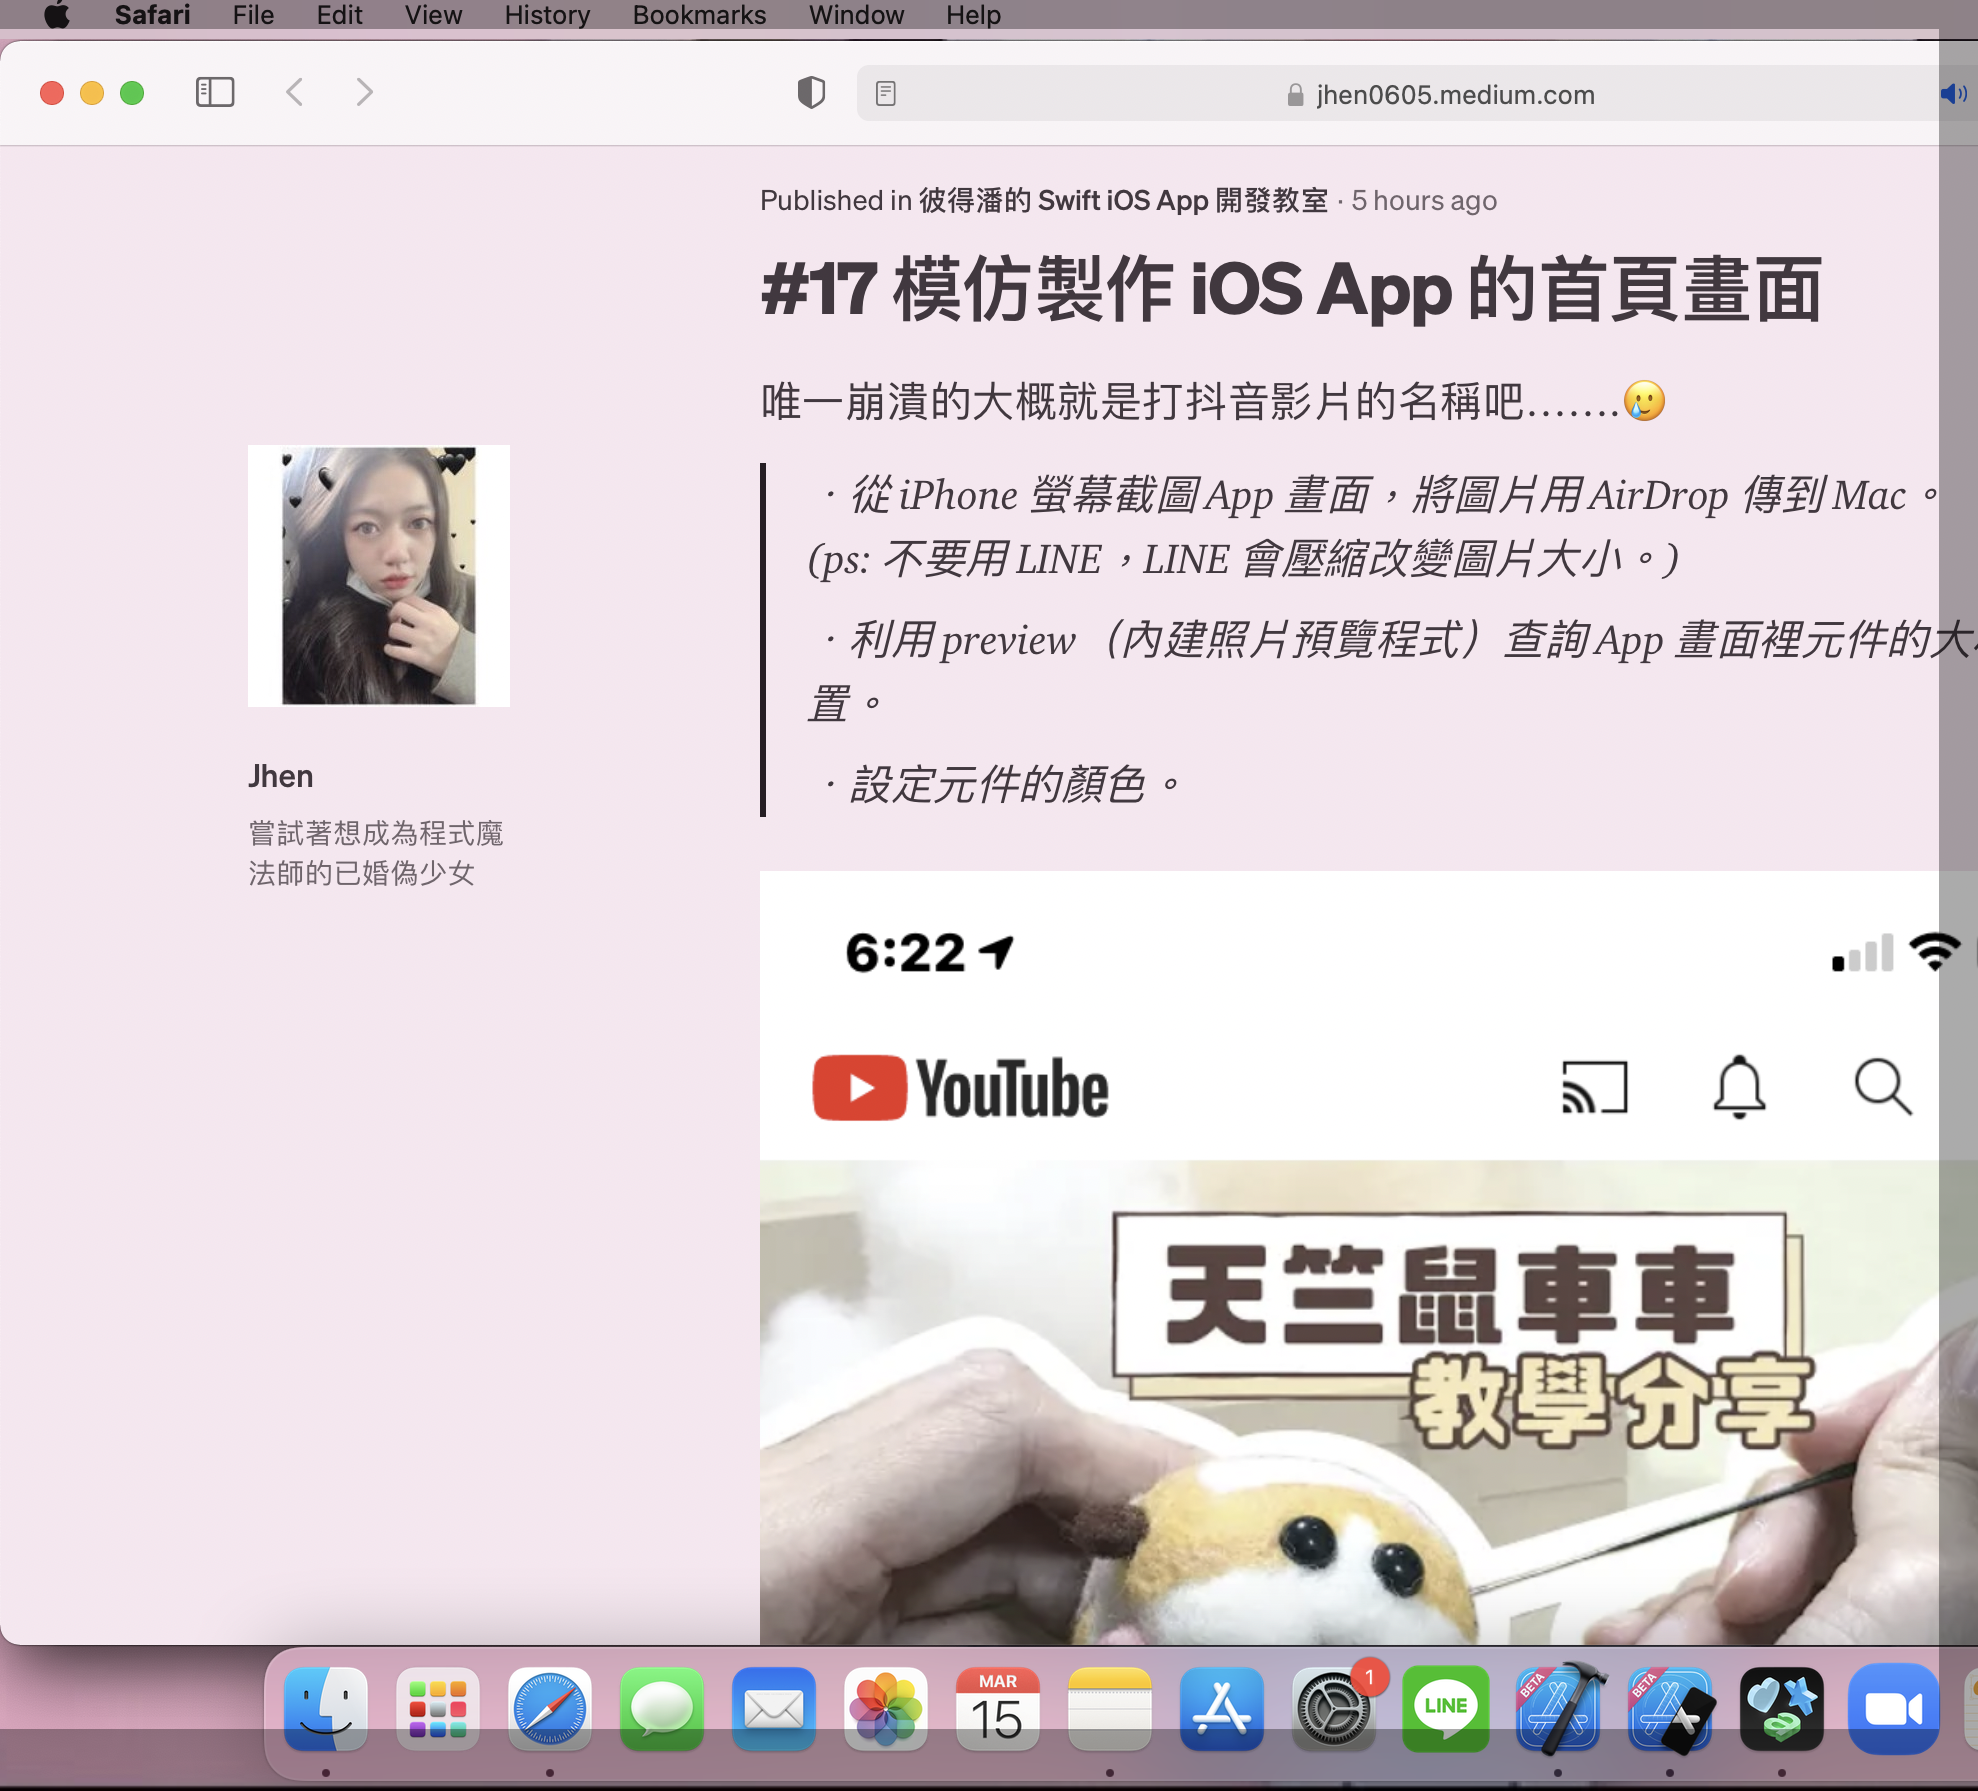 Safari File Edit View History Bookmarks Window Help
jhen0605.medium.com
Published in 彼得潘的 Swift iOS App 開發教室 · 5 hours ago
#17 模仿製作 iOS App 的首頁畫面
唯一崩潰的大概就是打抖音影片的名稱吧.......🥲
· 從 iPhone 螢幕截圖 App 畫面，將圖片用 AirDrop 傳到 Mac。
(ps: 不要用 LINE，LINE 會壓縮改變圖片大小。)
· 利用 preview（內建照片預覽程式）查詢 App 畫面裡元件的大
置。
· 設定元件的顏色。
Jhen
嘗試著想成為程式魔
法師的已婚偽少女
6:22
YouTube
天竺鼠車車
教學分享
MAR
15
1
LINE
BETA
BETA